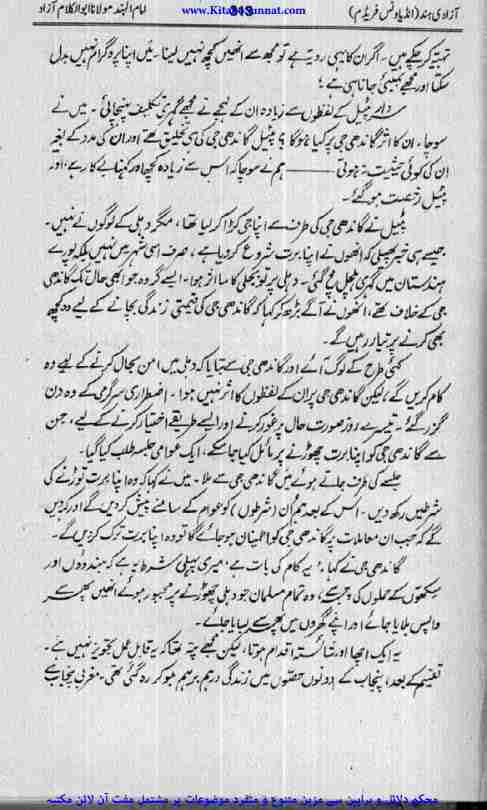 امام الہند مولانا ابوالکلام آزاد
www.KitaboSunnat.com
313
آزادیِ ہند (انڈیا ونس فریڈم)
تہیّہ کر چکے ہیں۔ اگر ان کا یہی رویّہ ہے تو مجھ سے انھیں کچھ نہیں لینا۔ میں اپنا پروگرام نہیں بدل
سکتا اور مجھے بمبئی جانا ہی ہے؛
سردار پٹیل کے لفظوں سے زیادہ ان کے لہجے نے مجھے گہری تکلیف پہنچائی۔ میں نے
سوچا، ان کا اثر گاندھی جی پر کیا ہوگا؟ پٹیل گاندھی جی کی ہی تخلیق تھے اور ان کی مدد کے بغیر
ان کی کوئی حیثیت نہ ہوتی ـــــــ ہم نے سوچا کہ اس سے زیادہ کچھ اور کہنا بے کار ہے، اور
پٹیل رخصت ہو گئے۔
پٹیل نے گاندھی جی کی طرف سے اپنا جی کڑا کر لیا تھا، مگر دہلی کے لوگوں نے نہیں۔
جیسے ہی خبر پھیلی کہ انھوں نے اپنا برت شروع کر دیا ہے، صرف اسی شہر میں نہیں بلکہ پورے
ہندستان میں گہری ہلچل مچ گئی۔ دہلی پر تو بجلی کا سا اثر ہوا۔ ایسے گروہ جو ابھی حال تک گاندھی
جی کے خلاف تھے، انھوں نے آگے بڑھ کر کہا کہ گاندھی جی کی قیمتی زندگی بچانے کے لیے وہ کچھ
بھی کرنے پر تیار رہیں گے۔
کئی طرح کے لوگ آئے اور گاندھی جی سے بتایا کہ دہلی میں امن بحال کرنے کے لیے وہ
کام کریں گے، لیکن گاندھی جی پر ان کے لفظوں کا اثر نہیں ہوا۔ اضطراری سرگرمی کے دو دن
گزر گئے۔ تیسرے روز صورتِ حال پر غور کرنے اور ایسے طریقے اختیار کرنے کے لیے، جن
سے گاندھی جی کو اپنا برت چھوڑنے پر مائل کیا جا سکے، ایک عوامی جلسہ طلب کیا گیا۔
جلسے کی طرف جاتے ہوئے میں گاندھی جی سے ملا۔ میں نے کہا کہ وہ اپنا برت توڑنے کی
شرطیں رکھ دیں۔ اس کے بعد ہم اُن (شرطوں) کو عوام کے سامنے پیش کر دیں گے اور کہہ دیں
گے کہ جب ان معاملات پر گاندھی جی کو اطمینان ہو جائے گا تو وہ اپنا برت ترک کر دیں گے۔
گاندھی جی نے کہا، 'یہ کام کی بات ہے، میری پہلی شرط یہ ہے کہ ہندوؤں اور
سکھوں کے حملوں کی وجہ سے، وہ تمام مسلمان جو دہلی چھوڑنے پر مجبور ہوئے انھیں پھر سے
واپس بلایا جائے اور اپنے گھروں میں پھر سے بسایا جائے۔
یہ ایک اچھا اور شائستہ اقدام ہوتا، لیکن مجھے پتہ تھا کہ یہ قابلِ عمل تجویز نہیں ہے۔
تقسیم کے بعد، پنجاب کے دونوں حصّوں میں زندگی درہم برہم ہو کر رہ گئی تھی۔ مغربی پنجاب سے
محکم دلائل و براہین سے مزین متنوع و منفرد موضوعات پر مشتمل مفت آن لائن مکتبہ